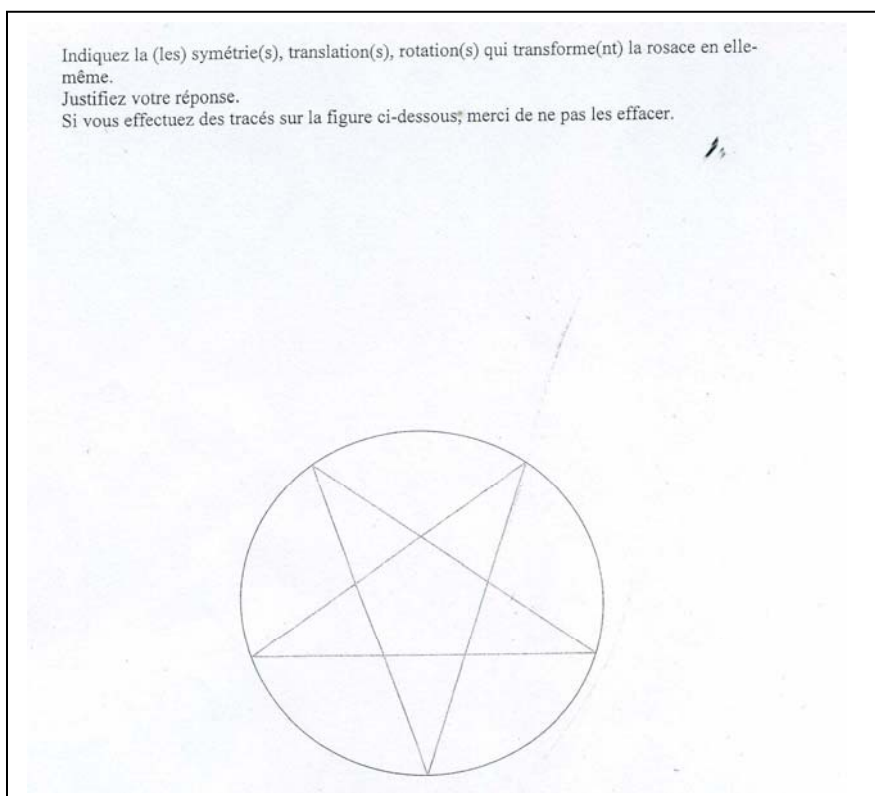 Indiquez la (les) symétrie(s), translation(s), rotation(s) qui transforme(nt) la rosace en elle-
même.
Justifiez votre réponse.
Si vous effectuez des tracés sur la figure ci-dessous; merci de ne pas les effacer.